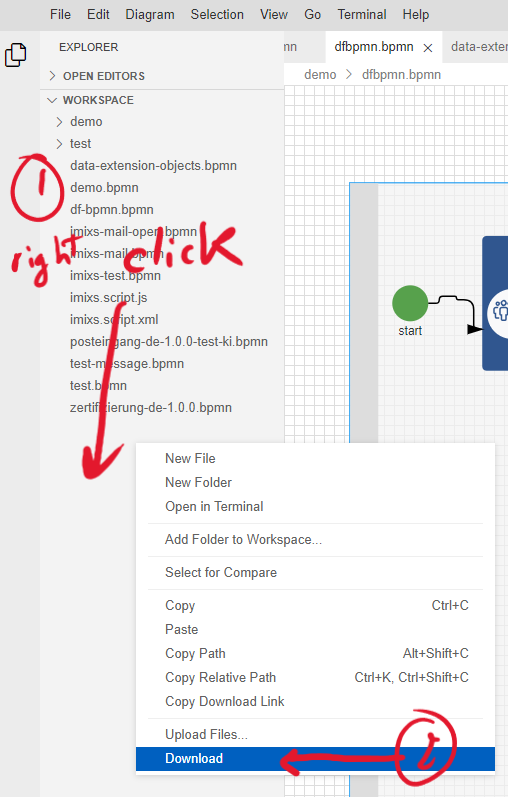 File Edit Diagram Selection View Go Terminal Help
EXPLORER
OPEN EDITORS
WORKSPACE
demo
test
data-extension-objects.bpmn
demo.bpmn
df-bpmn.bpmn
imixs-mail-open.bpmn
imixs-mail.bpmn
imixs-test.bpmn
imixs.script.js
imixs.script.xml
posteingang-de-1.0.0-test-ki.bpmn
test-message.bpmn
test.bpmn
zertifizierung-de-1.0.0.bpmn
1
right click
mn dfbpmn.bpmn data-exten
demo > dfbpmn.bpmn
start
New File
New Folder
Open in Terminal
Add Folder to Workspace...
Select for Compare
Copy Ctrl+C
Paste
Copy Path Alt+Shift+C
Copy Relative Path Ctrl+K, Ctrl+Shift+C
Copy Download Link
Upload Files...
Download